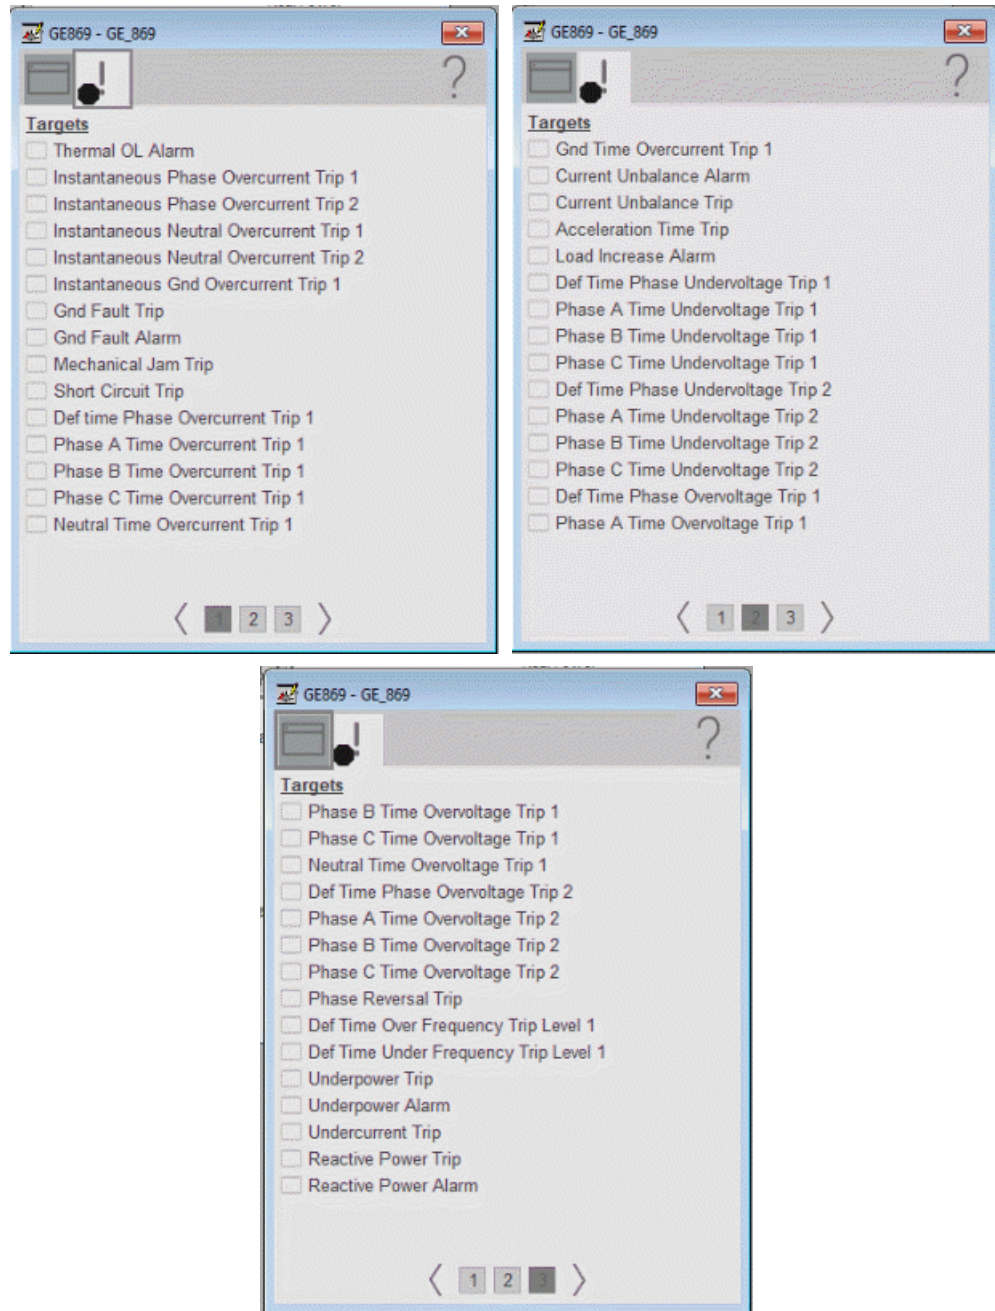 GE869 - GE_869
?
Targets
Thermal OL Alarm
Instantaneous Phase Overcurrent Trip 1
Instantaneous Phase Overcurrent Trip 2
Instantaneous Neutral Overcurrent Trip 1
Instantaneous Neutral Overcurrent Trip 2
Instantaneous Gnd Overcurrent Trip 1
Gnd Fault Trip
Gnd Fault Alarm
Mechanical Jam Trip
Short Circuit Trip
Def time Phase Overcurrent Trip 1
Phase A Time Overcurrent Trip 1
Phase B Time Overcurrent Trip 1
Phase C Time Overcurrent Trip 1
Neutral Time Overcurrent Trip 1
1 2 3
GE869 - GE_869
?
Targets
Gnd Time Overcurrent Trip 1
Current Unbalance Alarm
Current Unbalance Trip
Acceleration Time Trip
Load Increase Alarm
Def Time Phase Undervoltage Trip 1
Phase A Time Undervoltage Trip 1
Phase B Time Undervoltage Trip 1
Phase C Time Undervoltage Trip 1
Def Time Phase Undervoltage Trip 2
Phase A Time Undervoltage Trip 2
Phase B Time Undervoltage Trip 2
Phase C Time Undervoltage Trip 2
Def Time Phase Overvoltage Trip 1
Phase A Time Overvoltage Trip 1
1 2 3
GE869 - GE_869
?
Targets
Phase B Time Overvoltage Trip 1
Phase C Time Overvoltage Trip 1
Neutral Time Overvoltage Trip 1
Def Time Phase Overvoltage Trip 2
Phase A Time Overvoltage Trip 2
Phase B Time Overvoltage Trip 2
Phase C Time Overvoltage Trip 2
Phase Reversal Trip
Def Time Over Frequency Trip Level 1
Def Time Under Frequency Trip Level 1
Underpower Trip
Underpower Alarm
Undercurrent Trip
Reactive Power Trip
Reactive Power Alarm
1 2 3